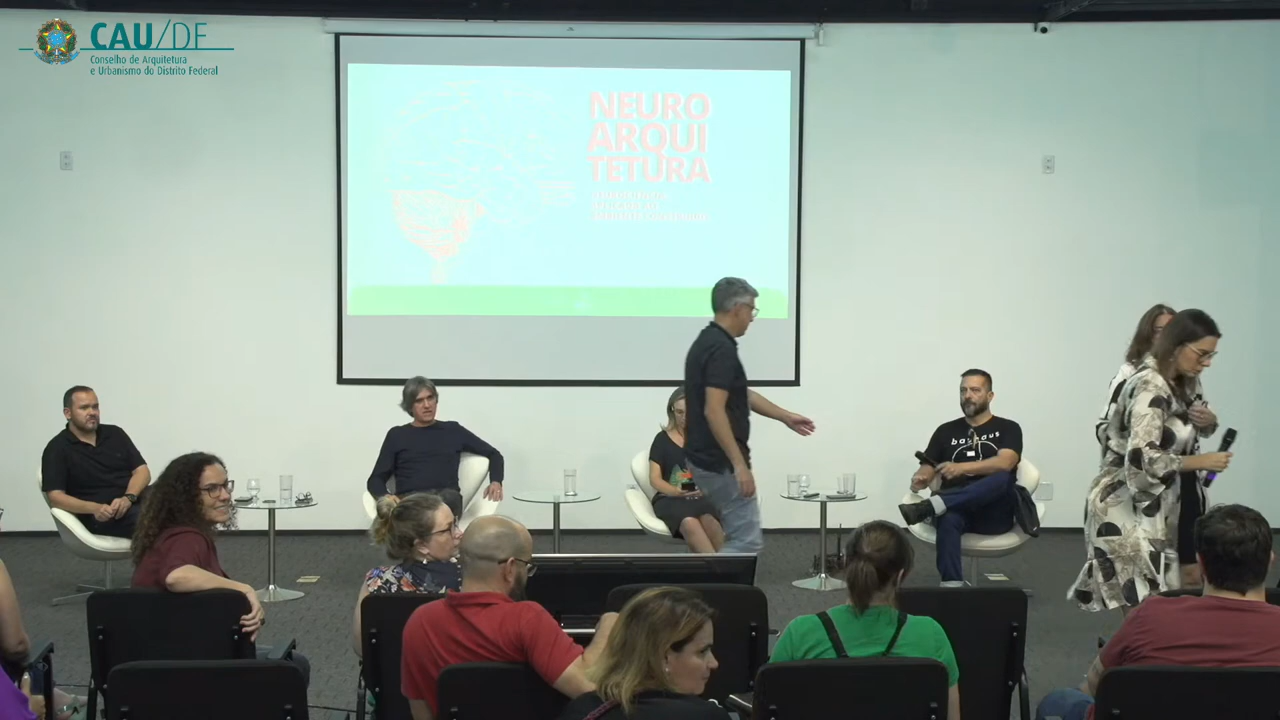 CAU/DF
Conselho de Arquitetura
e Urbanismo do Distrito Federal
NEURO
ARQUI
TETURA
bauhaus